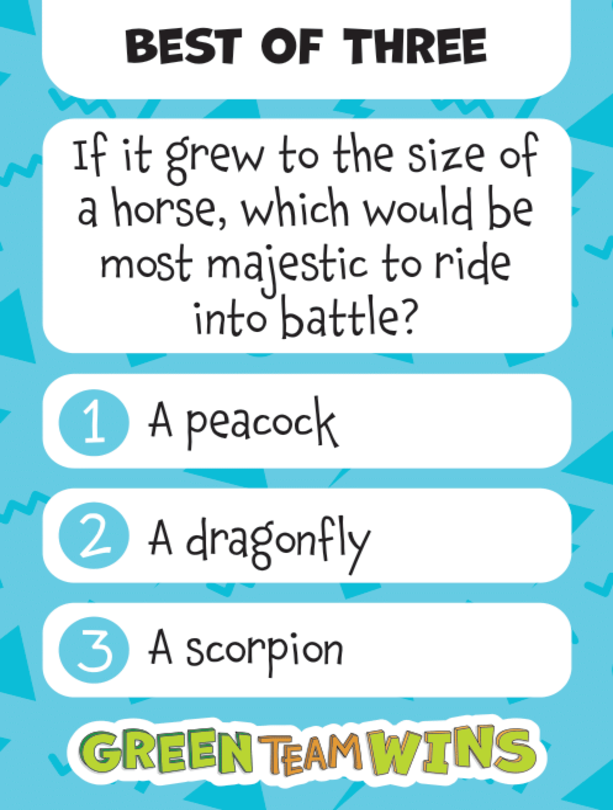 BEST OF THREE
If it grew to the size of
a horse, which would be
most majestic to ride
into battle?
1 A peacock
2 A dragonfly
3 A scorpion
GREEN TEAM WINS